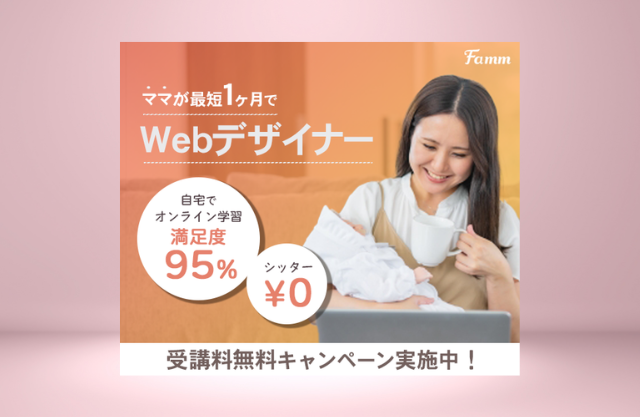 Famm
ママが最短1ヶ月で
Webデザイナー
自宅で
オンライン学習
満足度
95%
シッター
¥0
受講料無料キャンペーン実施中！